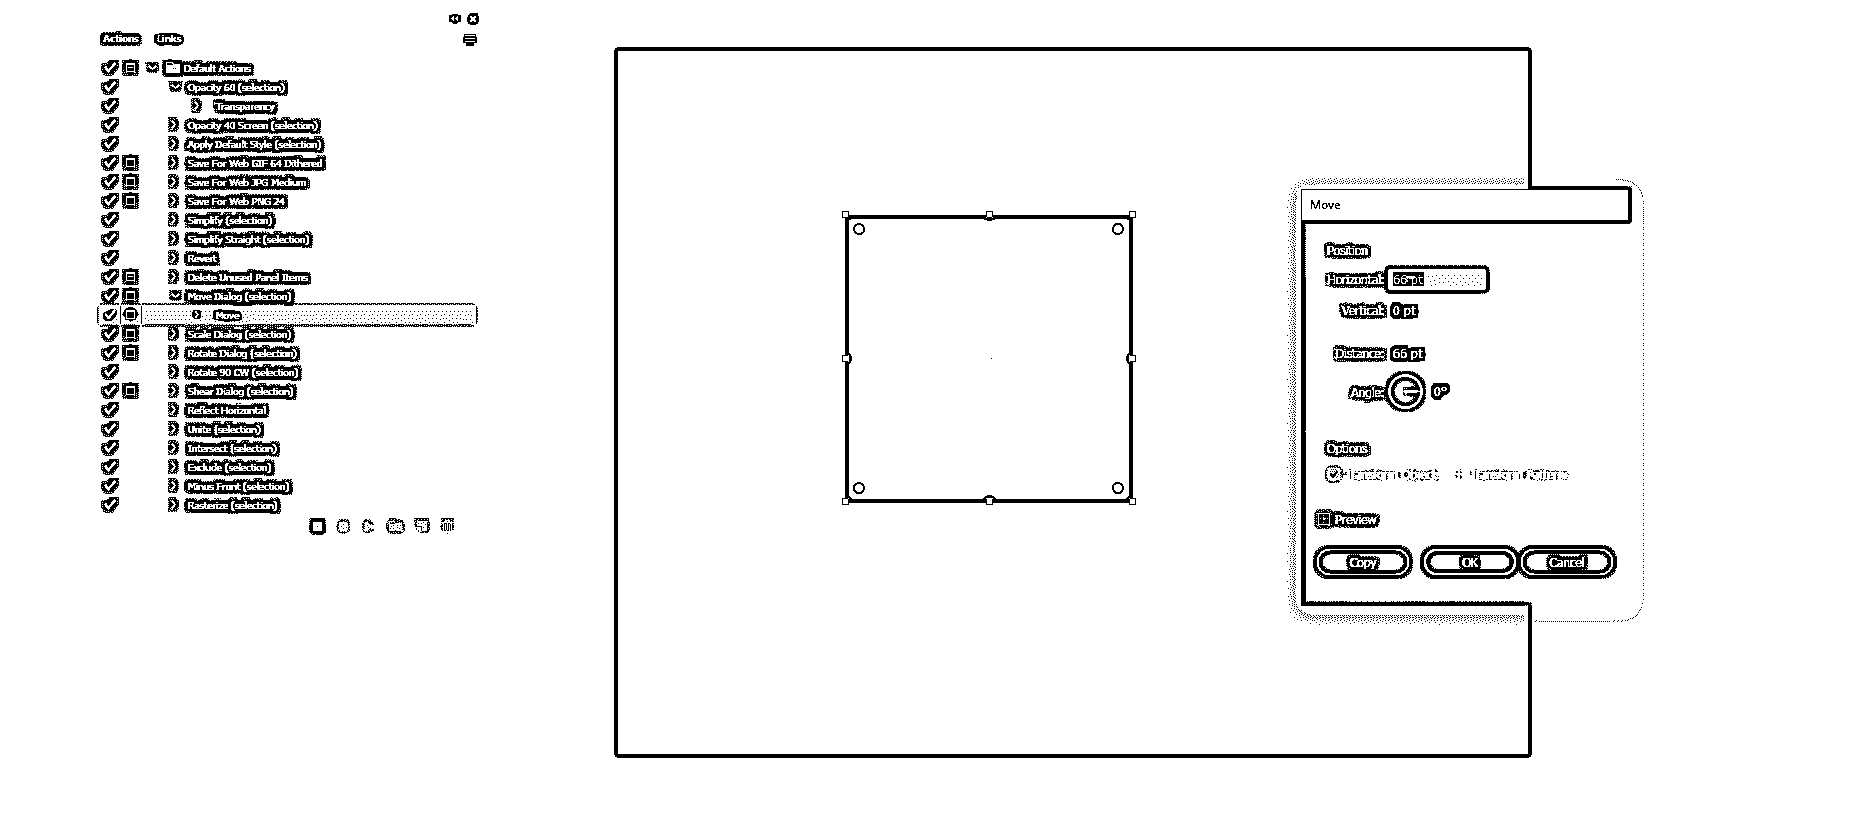 Actions Links
Default Actions
Opacity 60 (selection)
Transparency
Opacity 40 Screen (selection)
Apply Default Style (selection)
Save For Web GIF 64 Dithered
Save For Web JPG Medium
Save For Web PNG 24
Simplify (selection)
Simplify Straight (selection)
Revert
Delete Unused Panel Items
Move Dialog (selection)
Move
Scale Dialog (selection)
Rotate Dialog (selection)
Rotate 90 CW (selection)
Shear Dialog (selection)
Reflect Horizontal
Unite (selection)
Intersect (selection)
Exclude (selection)
Minus Front (selection)
Rasterize (selection)
Move
Position
Horizontal: 66 pt
Vertical: 0 pt
Distance: 66 pt
Angle: 0°
Options
Transform Objects Transform Patterns
Preview
Copy OK Cancel